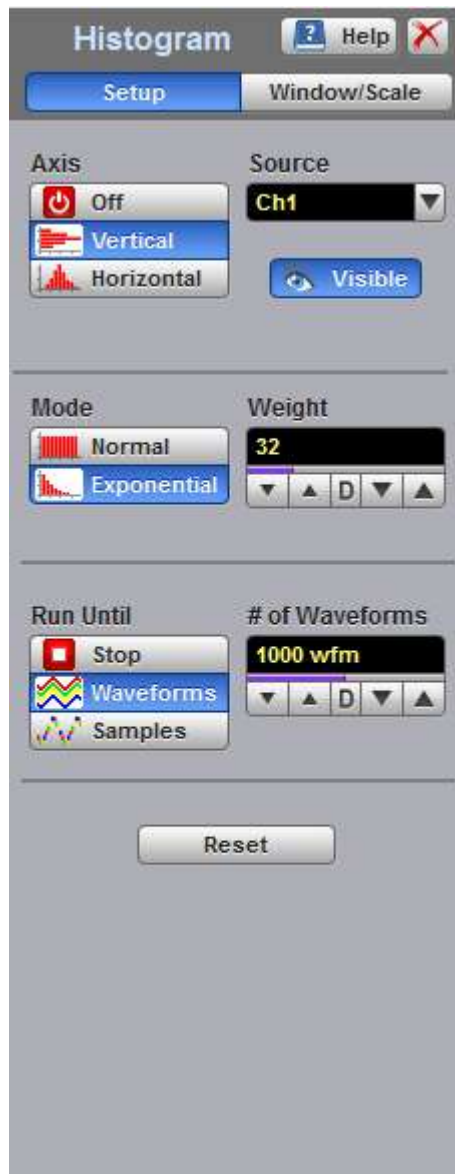 Histogram
? Help
Setup Window/Scale
Axis Source
Off Ch1
Vertical
Horizontal Visible
Mode Weight
Normal 32
Exponential D
Run Until # of Waveforms
Stop 1000 wfm
Waveforms D
Samples
Reset